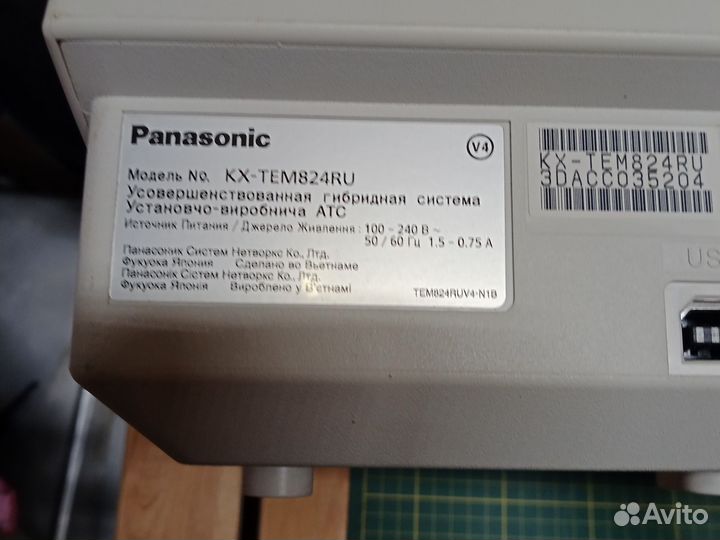 Panasonic
V4
Модель No. KX-TEM824RU
Усовершенствованная гибридная система
Установчо-виробнича АТС
Источник Питания / Джерело Живлення : 100 - 240 В ~
50 / 60 Гц 1.5 - 0.75 А
Панасоник Систем Нетворкс Ко., Лтд.
Фукуока Япония Сделано во Вьетнаме
Панасонік Сістем Нетворкс Ко., Лтд.
Фукуока Японія Вироблено у В'єтнамі
TEM824RUV4-N1B
KX-TEM824RU
3DACC035204
US
Avito